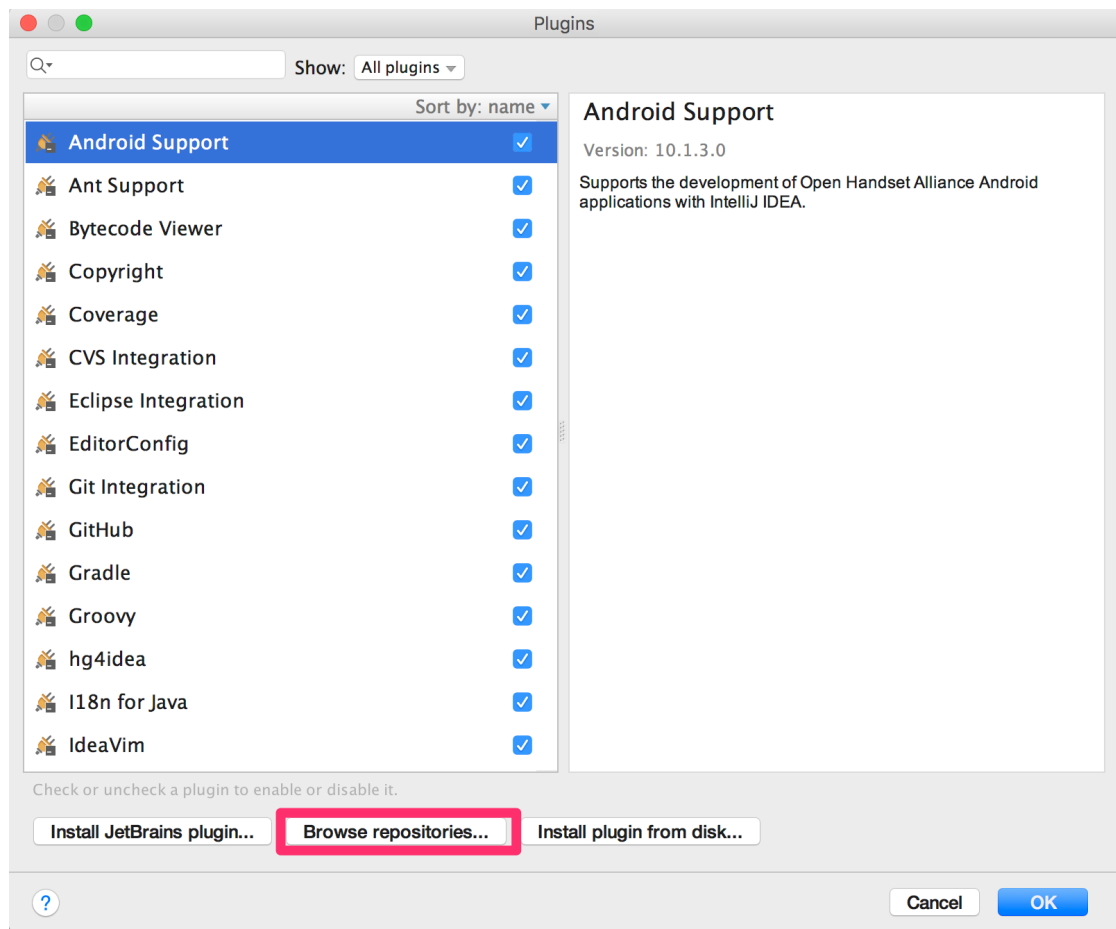 Plugins
Show: All plugins
Sort by: name
Android Support
Ant Support
Bytecode Viewer
Copyright
Coverage
CVS Integration
Eclipse Integration
EditorConfig
Git Integration
GitHub
Gradle
Groovy
hg4idea
I18n for Java
IdeaVim
Android Support
Version: 10.1.3.0
Supports the development of Open Handset Alliance Android
applications with IntelliJ IDEA.
Check or uncheck a plugin to enable or disable it.
Install JetBrains plugin... Browse repositories... Install plugin from disk...
? Cancel OK